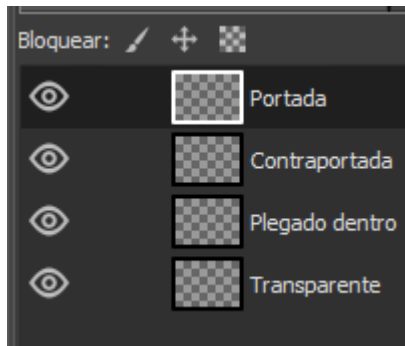 Bloquear:
Portada
Contraportada
Plegado dentro
Transparente